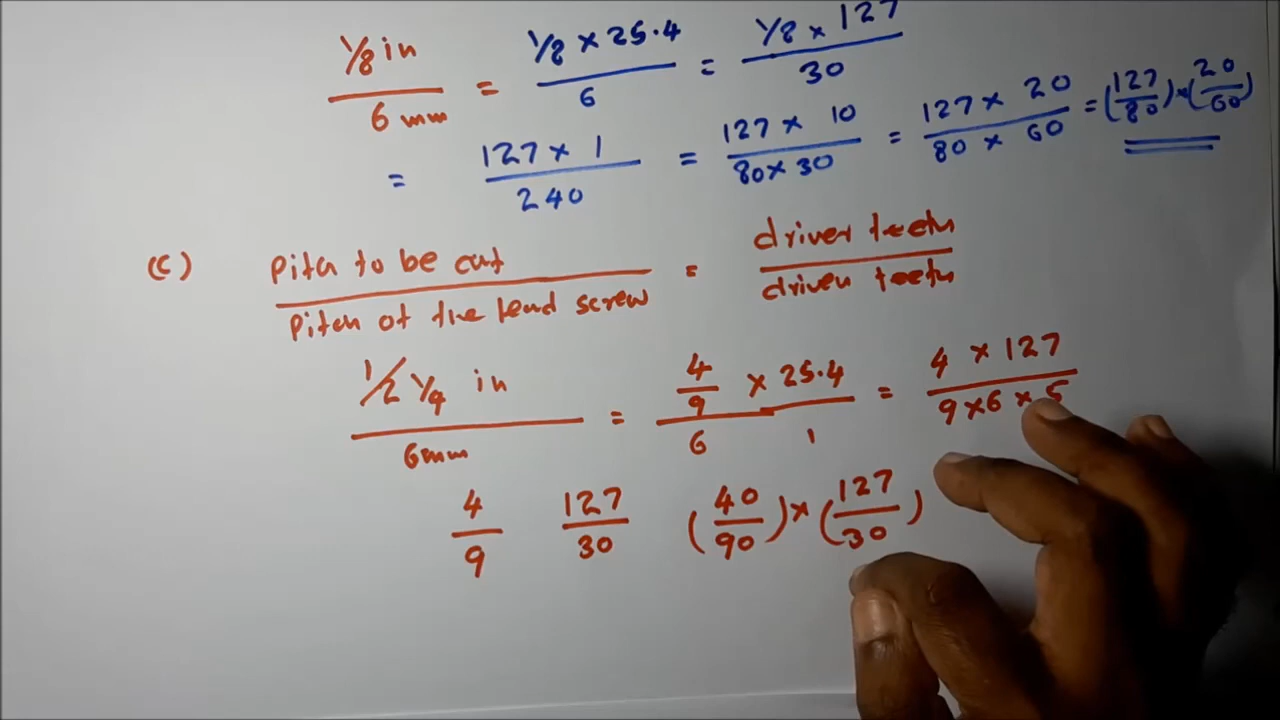 1/8 in / 6 mm = 1/8 × 25.4 / 6 = 1/8 × 127 / 30
= 127 × 1 / 240 = 127 × 10 / 80 × 30 = 127 × 20 / 80 × 60 = (127/80) × (20/60)
(C) Pitch to be cut / Pitch of the lead screw = driver teeth / driven teeth
1/2 1/4 in / 6mm = 4/9 × 25.4 / 6 1 = 4 × 127 / 9 × 6 × 5
4/9 127/30 (40/90) × (127/30)